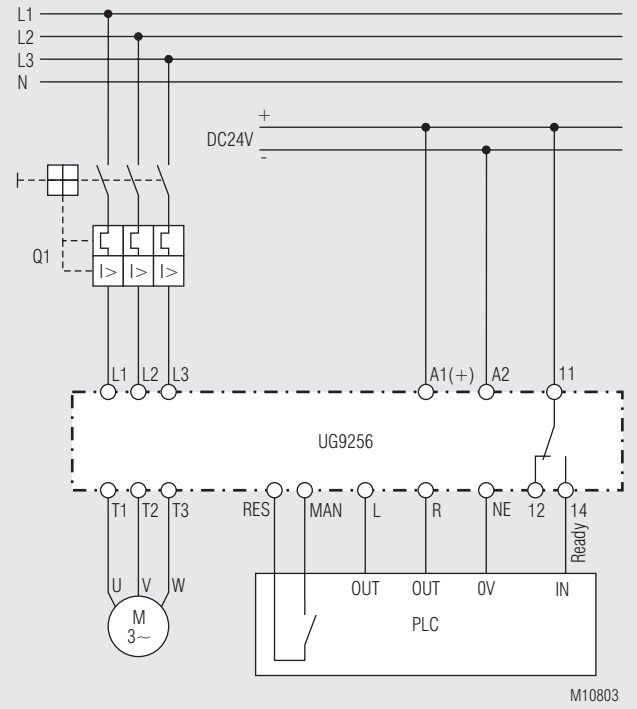 L1
L2
L3
N
+
DC24V
-
Q1
I> I> I>
L1 L2 L3 A1(+) A2 11
UG9256
T1 T2 T3 RES MAN L R NE 12 14
Ready
U V W
OUT OUT 0V IN
M
3~
PLC
M10803